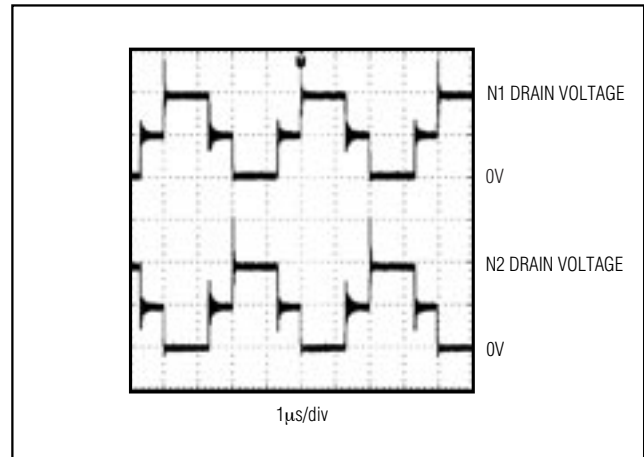 N1 DRAIN VOLTAGE
0V
N2 DRAIN VOLTAGE
0V
1µs/div